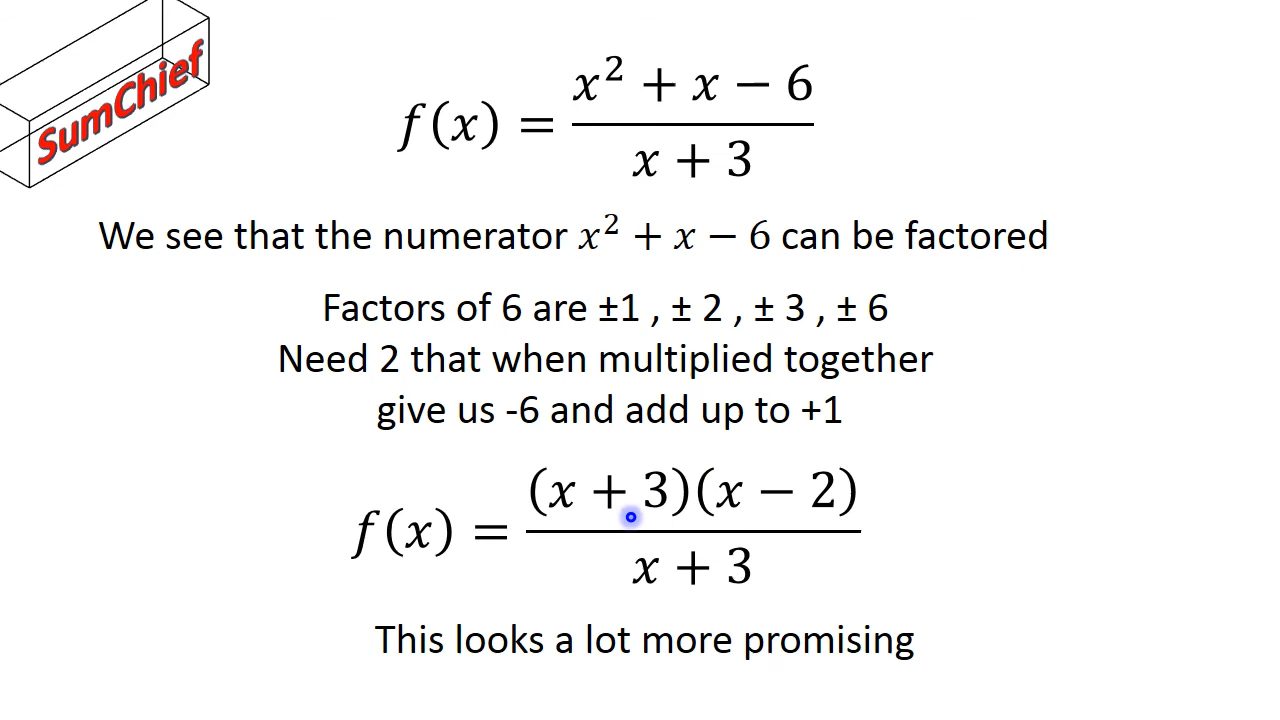 SumChief
f(x) = (x² + x − 6)/(x + 3)
We see that the numerator x² + x − 6 can be factored
Factors of 6 are ±1 , ± 2 , ± 3 , ± 6
Need 2 that when multiplied together
give us -6 and add up to +1
f(x) = ((x + 3)(x − 2))/(x + 3)
This looks a lot more promising